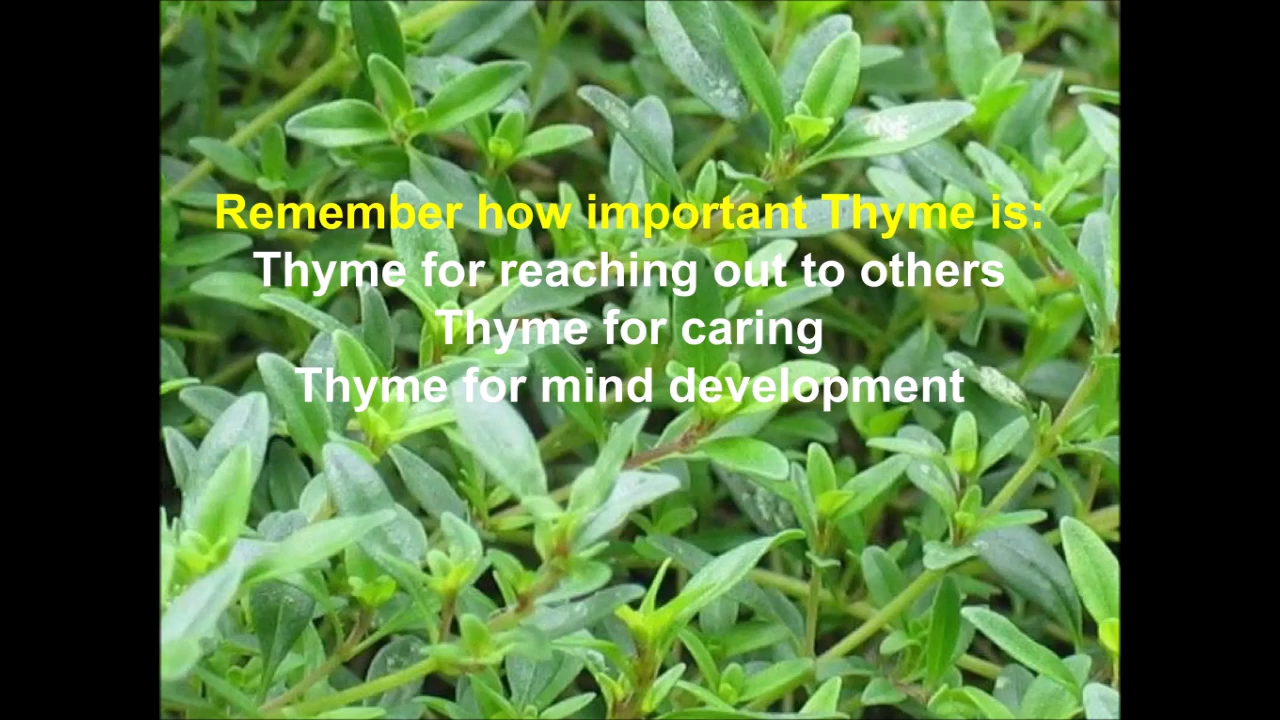 Remember how important Thyme is:
Thyme for reaching out to others
Thyme for caring
Thyme for mind development